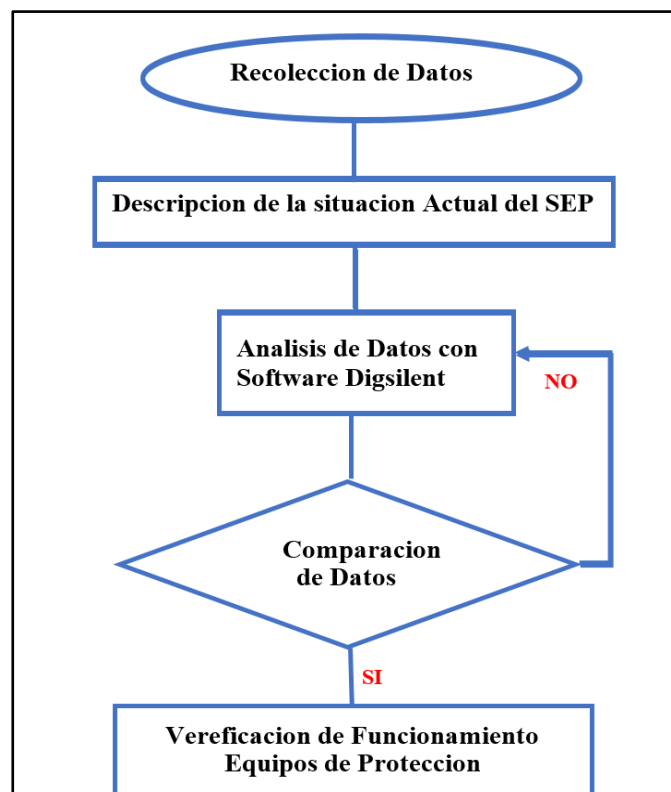 Recoleccion de Datos
Descripcion de la situacion Actual del SEP
Analisis de Datos con
Software Digsilent
NO
Comparacion
de Datos
SI
Vereficacion de Funcionamiento
Equipos de Proteccion